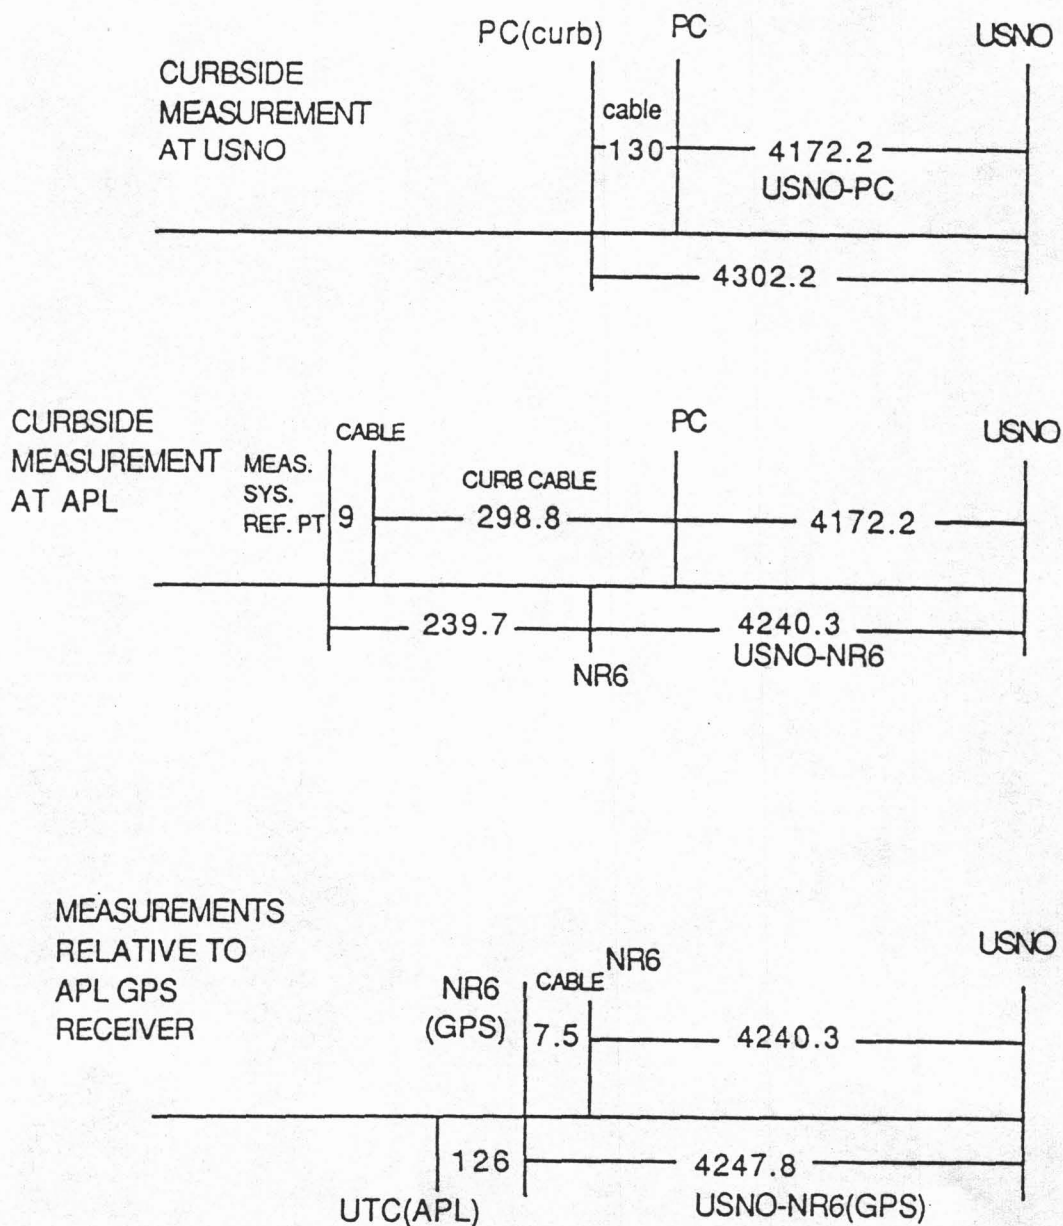 PC(curb) PC USNO
CURBSIDE
MEASUREMENT
AT USNO
cable
130 4172.2
USNO-PC
4302.2
CURBSIDE
MEASUREMENT
AT APL
MEAS.
SYS.
REF. PT
CABLE
PC
USNO
9
CURB CABLE
298.8
4172.2
239.7
4240.3
USNO-NR6
NR6
MEASUREMENTS
RELATIVE TO
APL GPS
RECEIVER
NR6
(GPS)
CABLE
NR6
USNO
7.5
4240.3
126
4247.8
UTC(APL)
USNO-NR6(GPS)